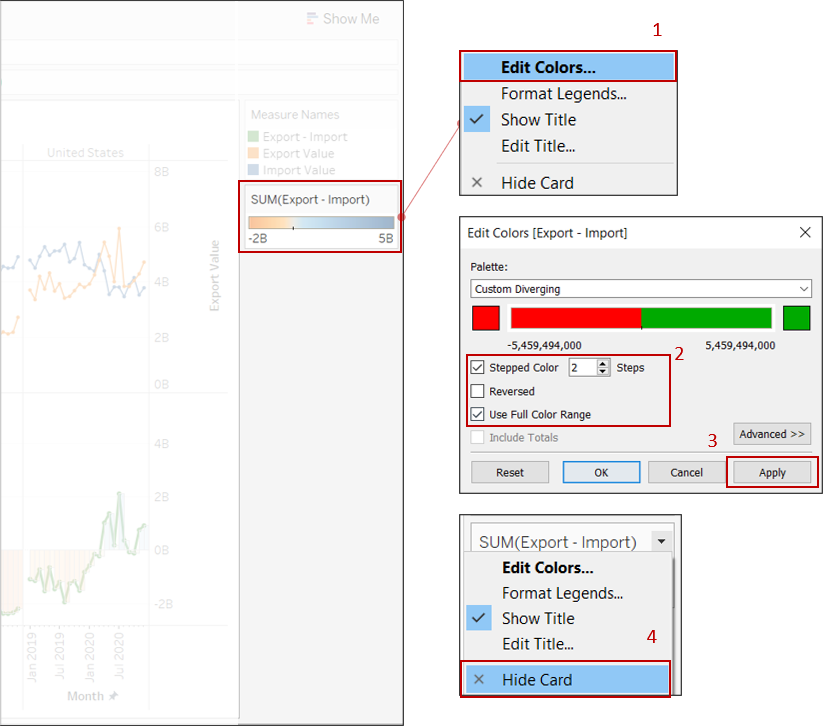 Show Me
Measure Names
Export - Import
Export Value
Import Value
SUM(Export - Import)
-2B 5B
United States
8B
6B
4B
2B
0B
Export Value
4B
2B
0B
-2B
Jan 2019
Jul 2019
Jan 2020
Jul 2020
Month
1
Edit Colors...
Format Legends...
Show Title
Edit Title...
Hide Card
Edit Colors [Export - Import]
Palette:
Custom Diverging
-5,459,494,000 5,459,494,000
2
Stepped Color 2 Steps
Reversed
Use Full Color Range
Include Totals
Advanced >>
3
Reset OK Cancel Apply
SUM(Export - Import)
Edit Colors...
Format Legends...
Show Title
Edit Title...
4
Hide Card